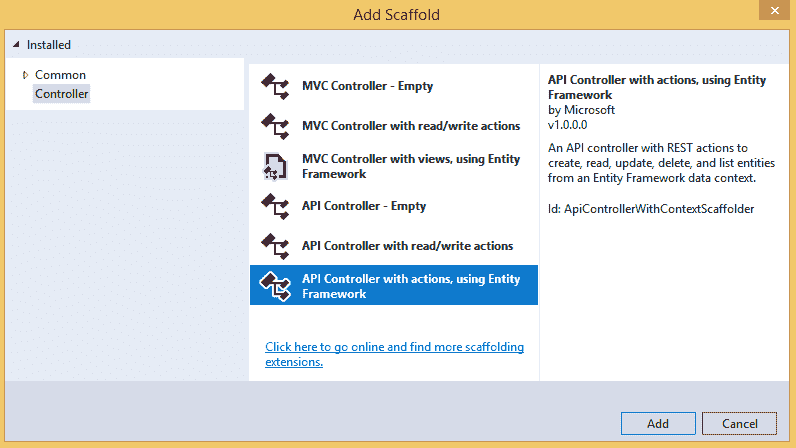 Add Scaffold
Installed
Common
Controller
MVC Controller - Empty
MVC Controller with read/write actions
MVC Controller with views, using Entity
Framework
API Controller - Empty
API Controller with read/write actions
API Controller with actions, using Entity
Framework
Click here to go online and find more scaffolding
extensions.
API Controller with actions, using Entity
Framework
by Microsoft
v1.0.0.0
An API controller with REST actions to
create, read, update, delete, and list entities
from an Entity Framework data context.
Id: ApiControllerWithContextScaffolder
Add
Cancel